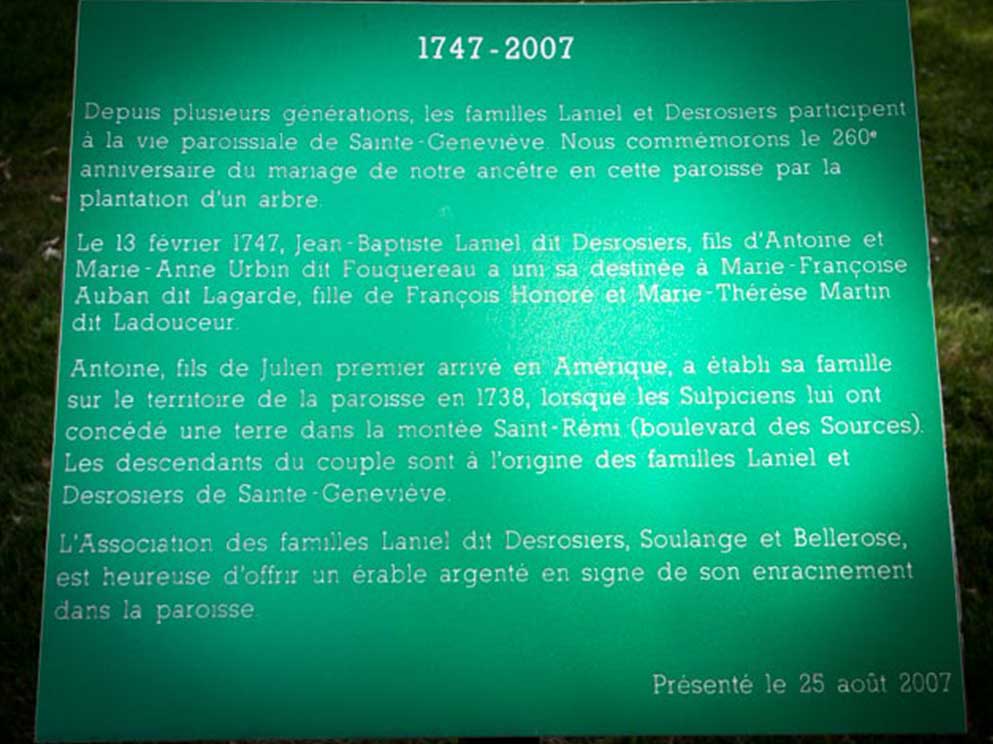 1747-2007
Depuis plusieurs générations, les familles Laniel et Desrosiers participent
à la vie paroissiale de Sainte-Geneviève. Nous commémorons le 260e
anniversaire du mariage de notre ancêtre en cette paroisse par la
plantation d'un arbre.
Le 13 février 1747, Jean-Baptiste Laniel dit Desrosiers, fils d'Antoine et
Marie-Anne Urbin dit Fouquereau a uni sa destinée à Marie-Françoise
Auban dit Lagarde, fille de François Honoré et Marie-Thérèse Martin
dit Ladouceur.
Antoine, fils de Julien premier arrivé en Amérique, a établi sa famille
sur le territoire de la paroisse en 1738, lorsque les Sulpiciens lui ont
concédé une terre dans la montée Saint-Rémi (boulevard des Sources).
Les descendants du couple sont à l'origine des familles Laniel et
Desrosiers de Sainte-Geneviève.
L'Association des familles Laniel dit Desrosiers, Soulange et Bellerose,
est heureuse d'offrir un érable argenté en signe de son enracinement
dans la paroisse.
Présenté le 25 août 2007